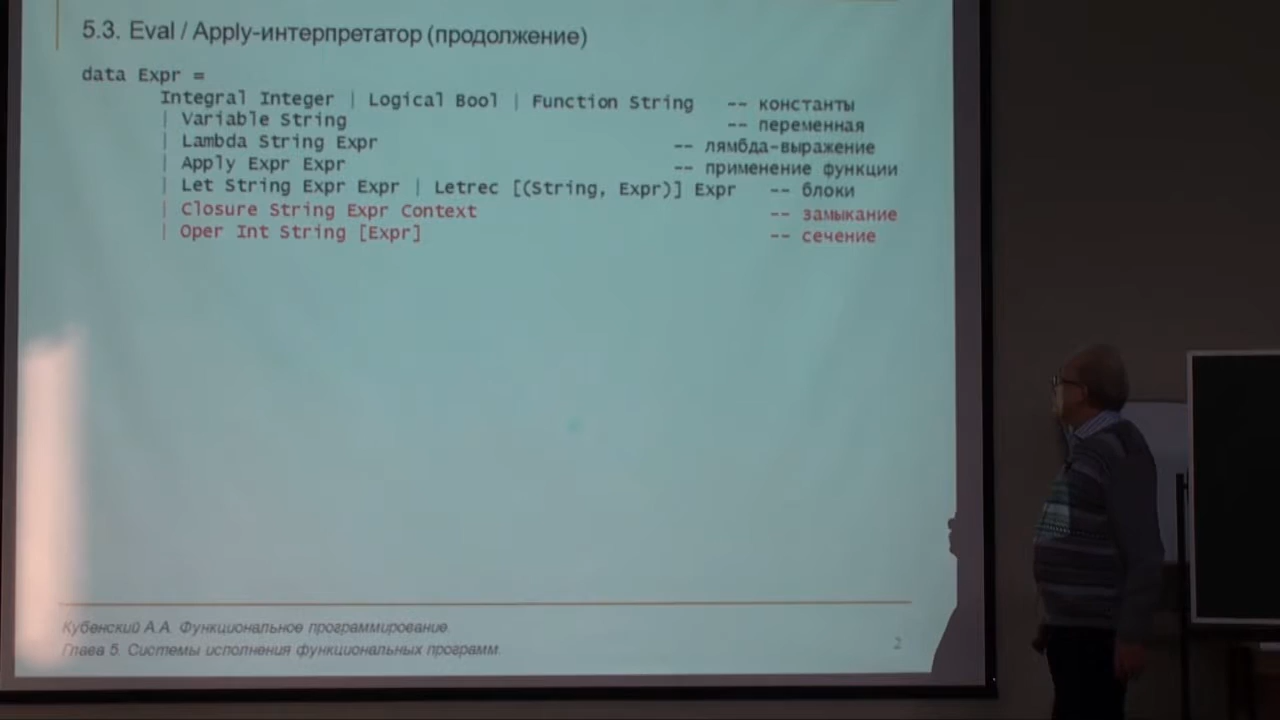 5.3. Eval / Apply-интерпретатор (продолжение)
data Expr =
Integral Integer | Logical Bool | Function String -- константы
| Variable String -- переменная
| Lambda String Expr -- лямбда-выражение
| Apply Expr Expr -- применение функции
| Let String Expr Expr | Letrec [(String, Expr)] Expr -- блоки
| Closure String Expr Context -- замыкание
| Oper Int String [Expr] -- сечение
Кубенский А.А. Функциональное программирование.
Глава 5. Системы исполнения функциональных программ.
2